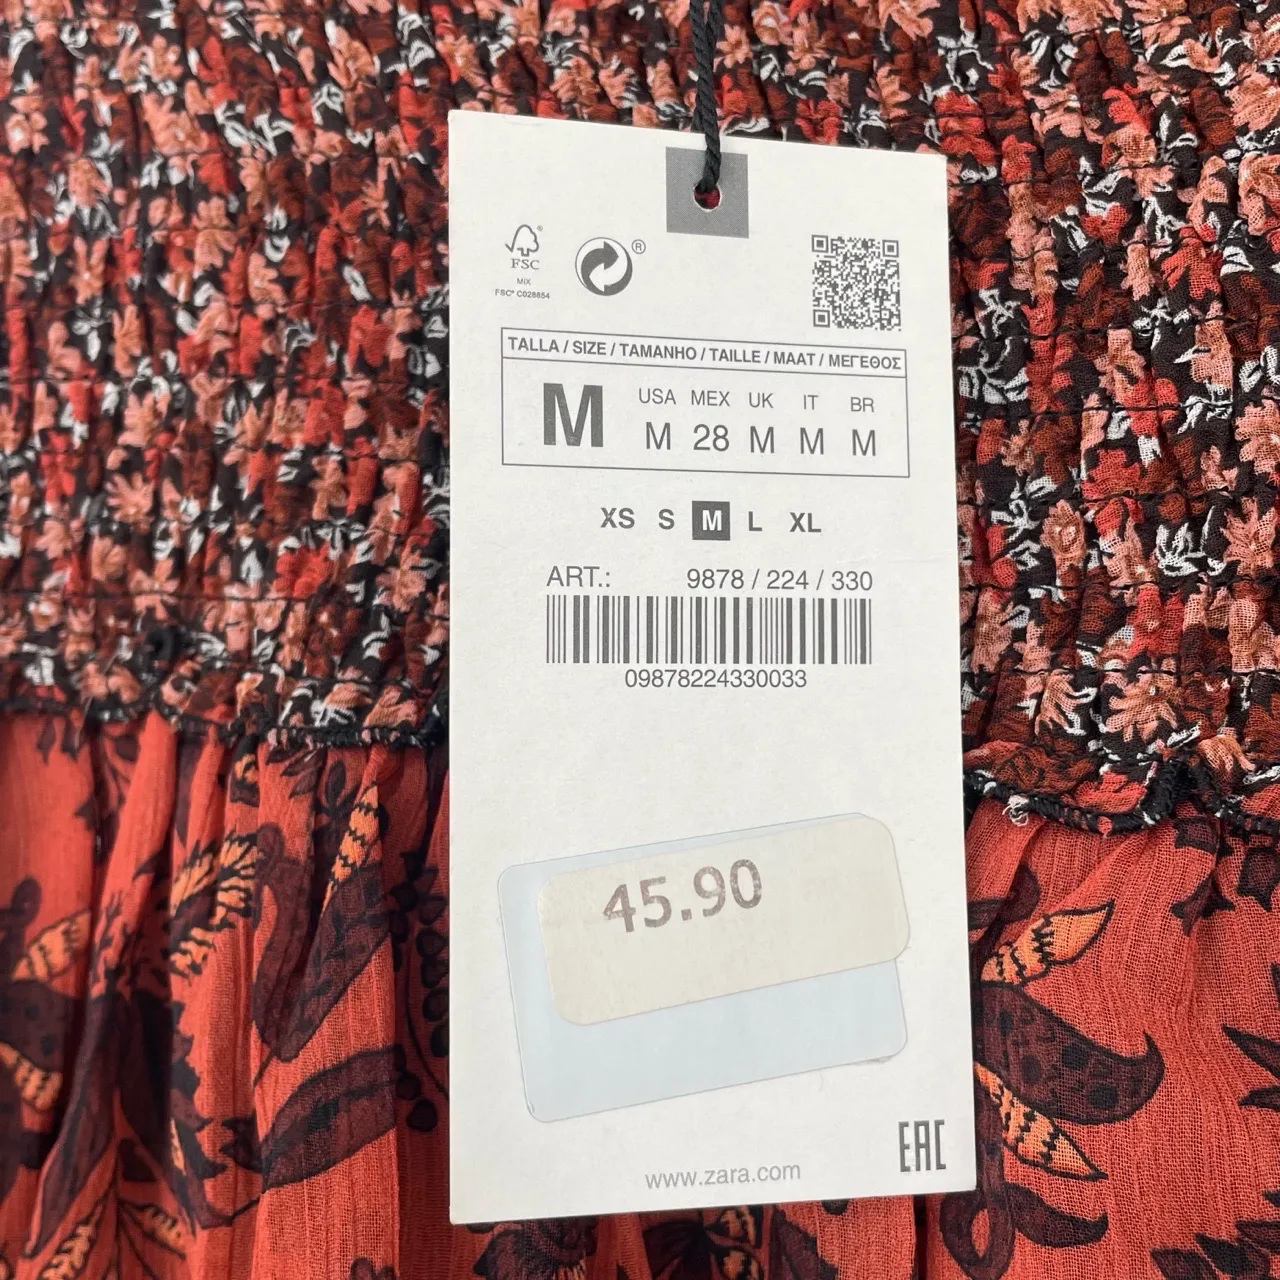 FSC®
MIX
FSC® C028654
®
TALLA / SIZE / TAMANHO / TAILLE / MAAT / ΜΕΓΕΘΟΣ
M
USA MEX UK IT BR
M 28 M M M
XS S M L XL
ART.: 9878 / 224 / 330
09878224330033
45.90
EAC
www.zara.com